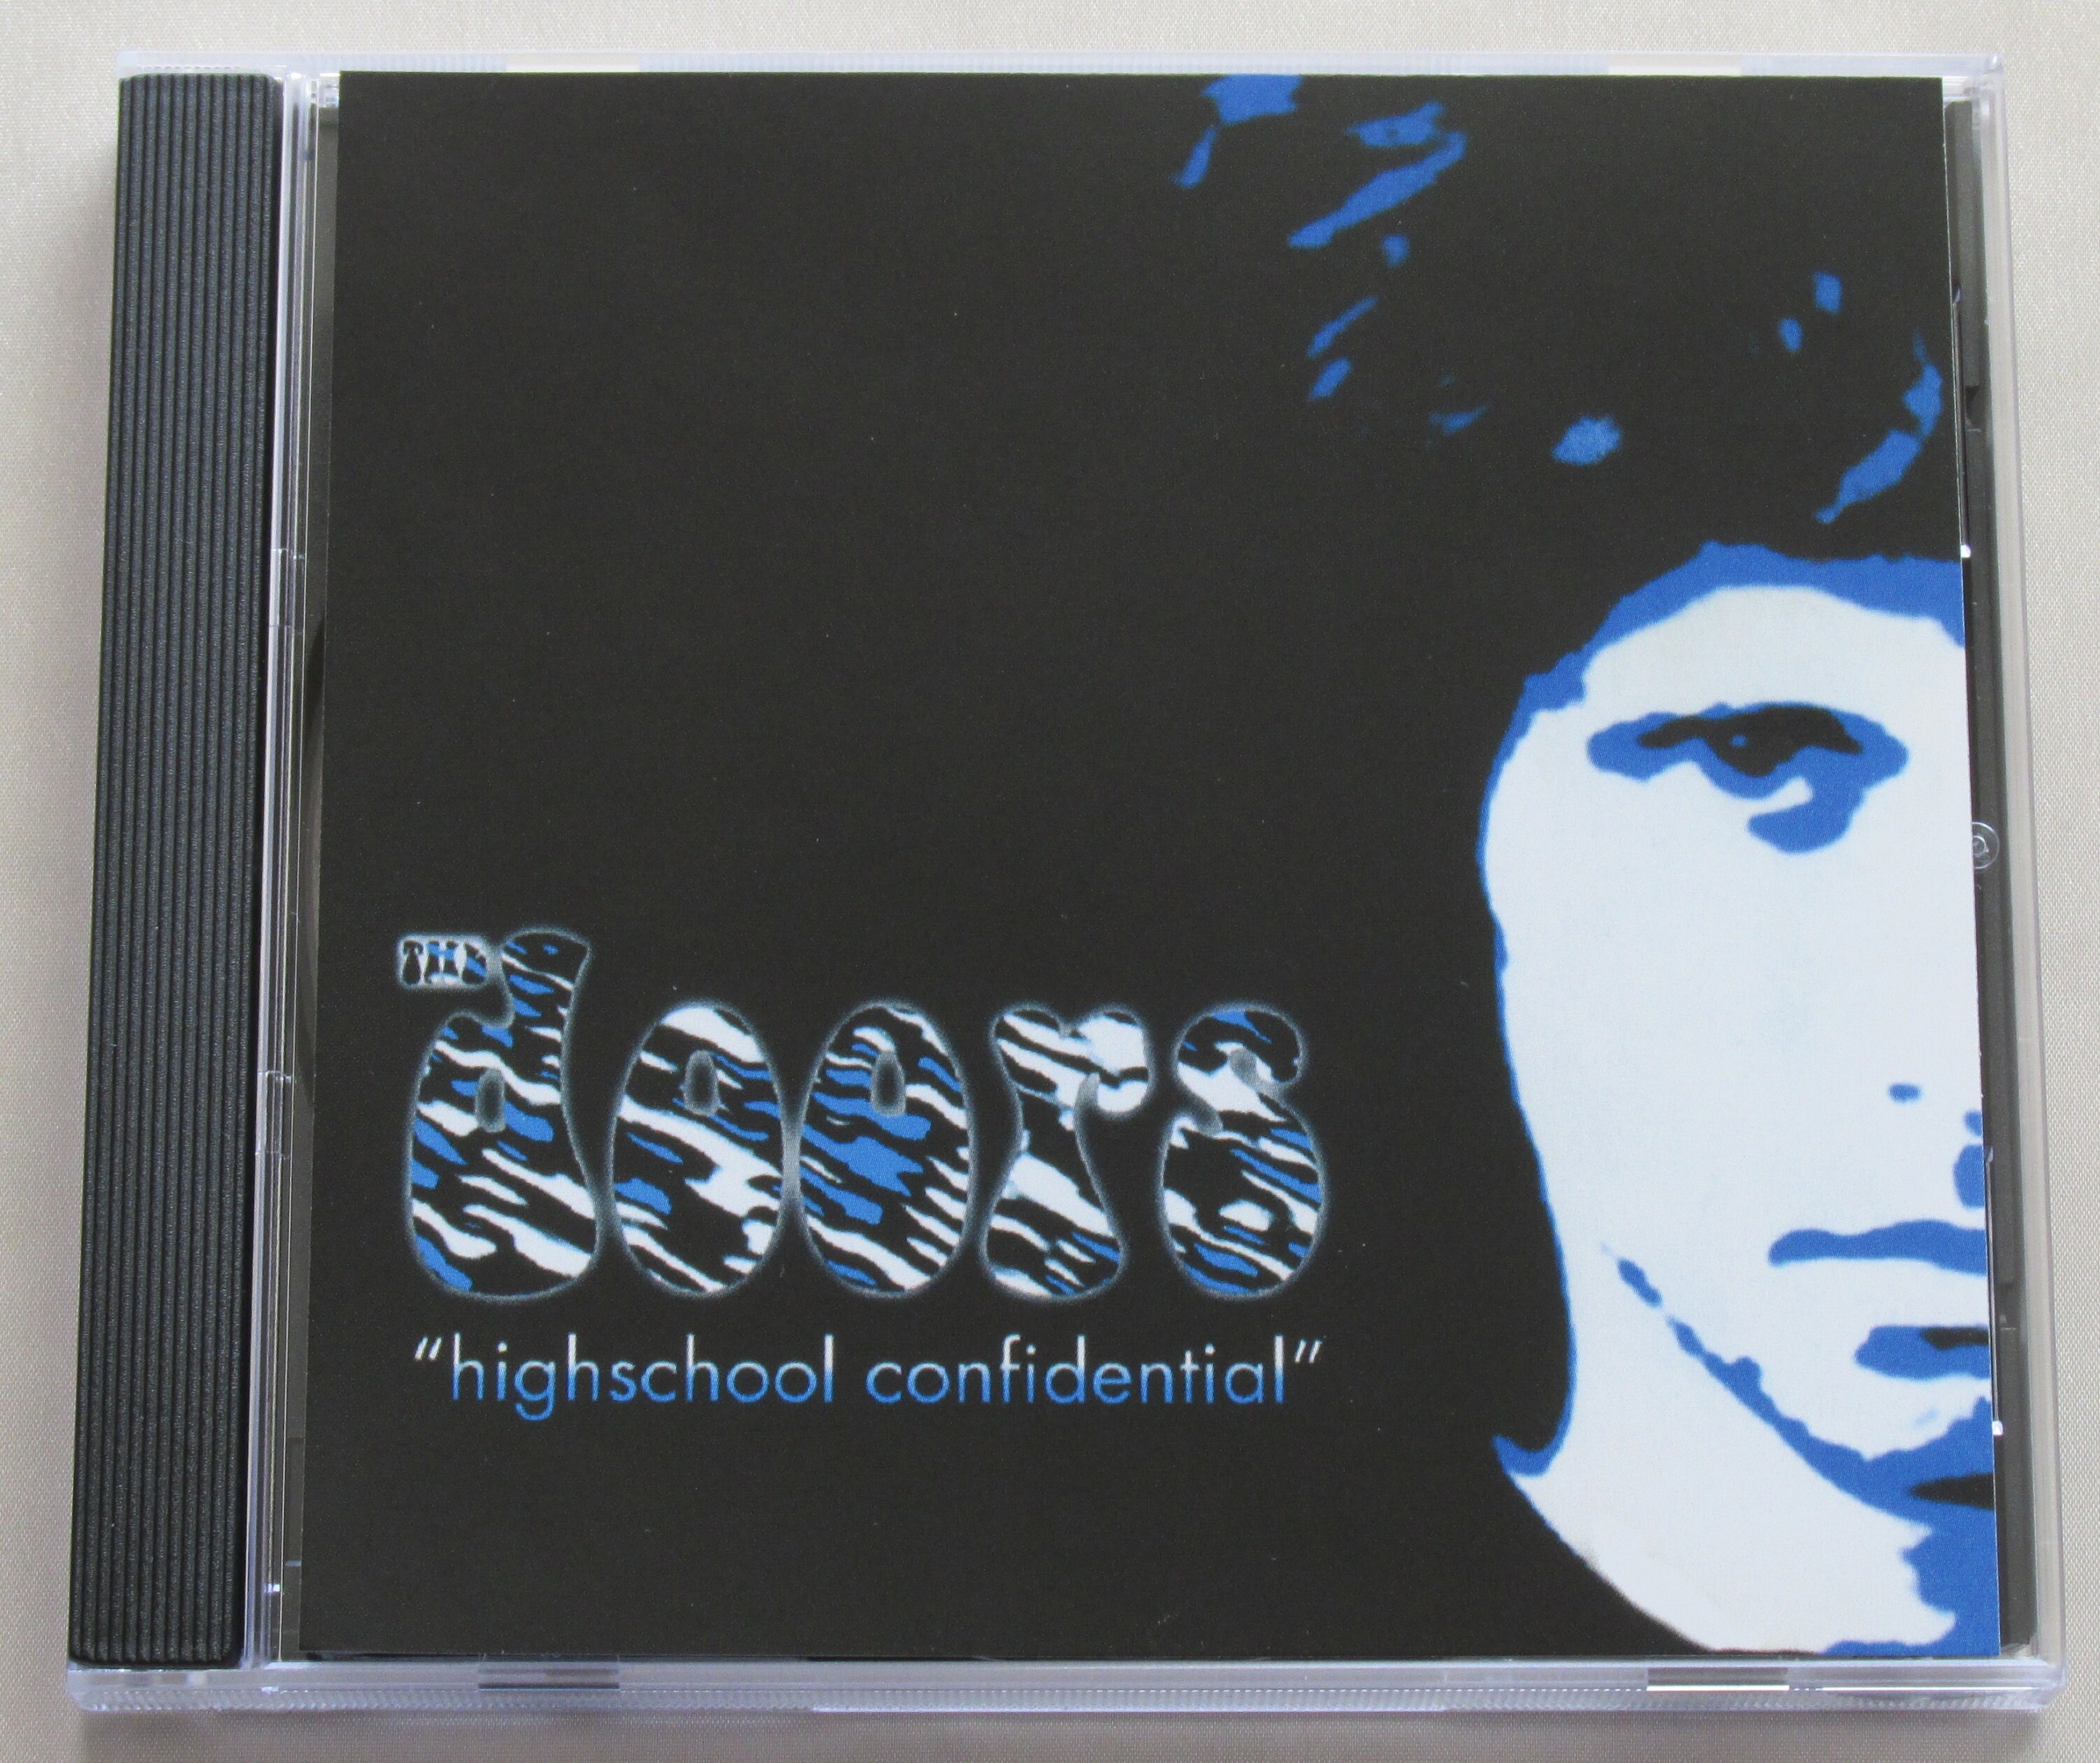 THE doors
“highschool confidential”